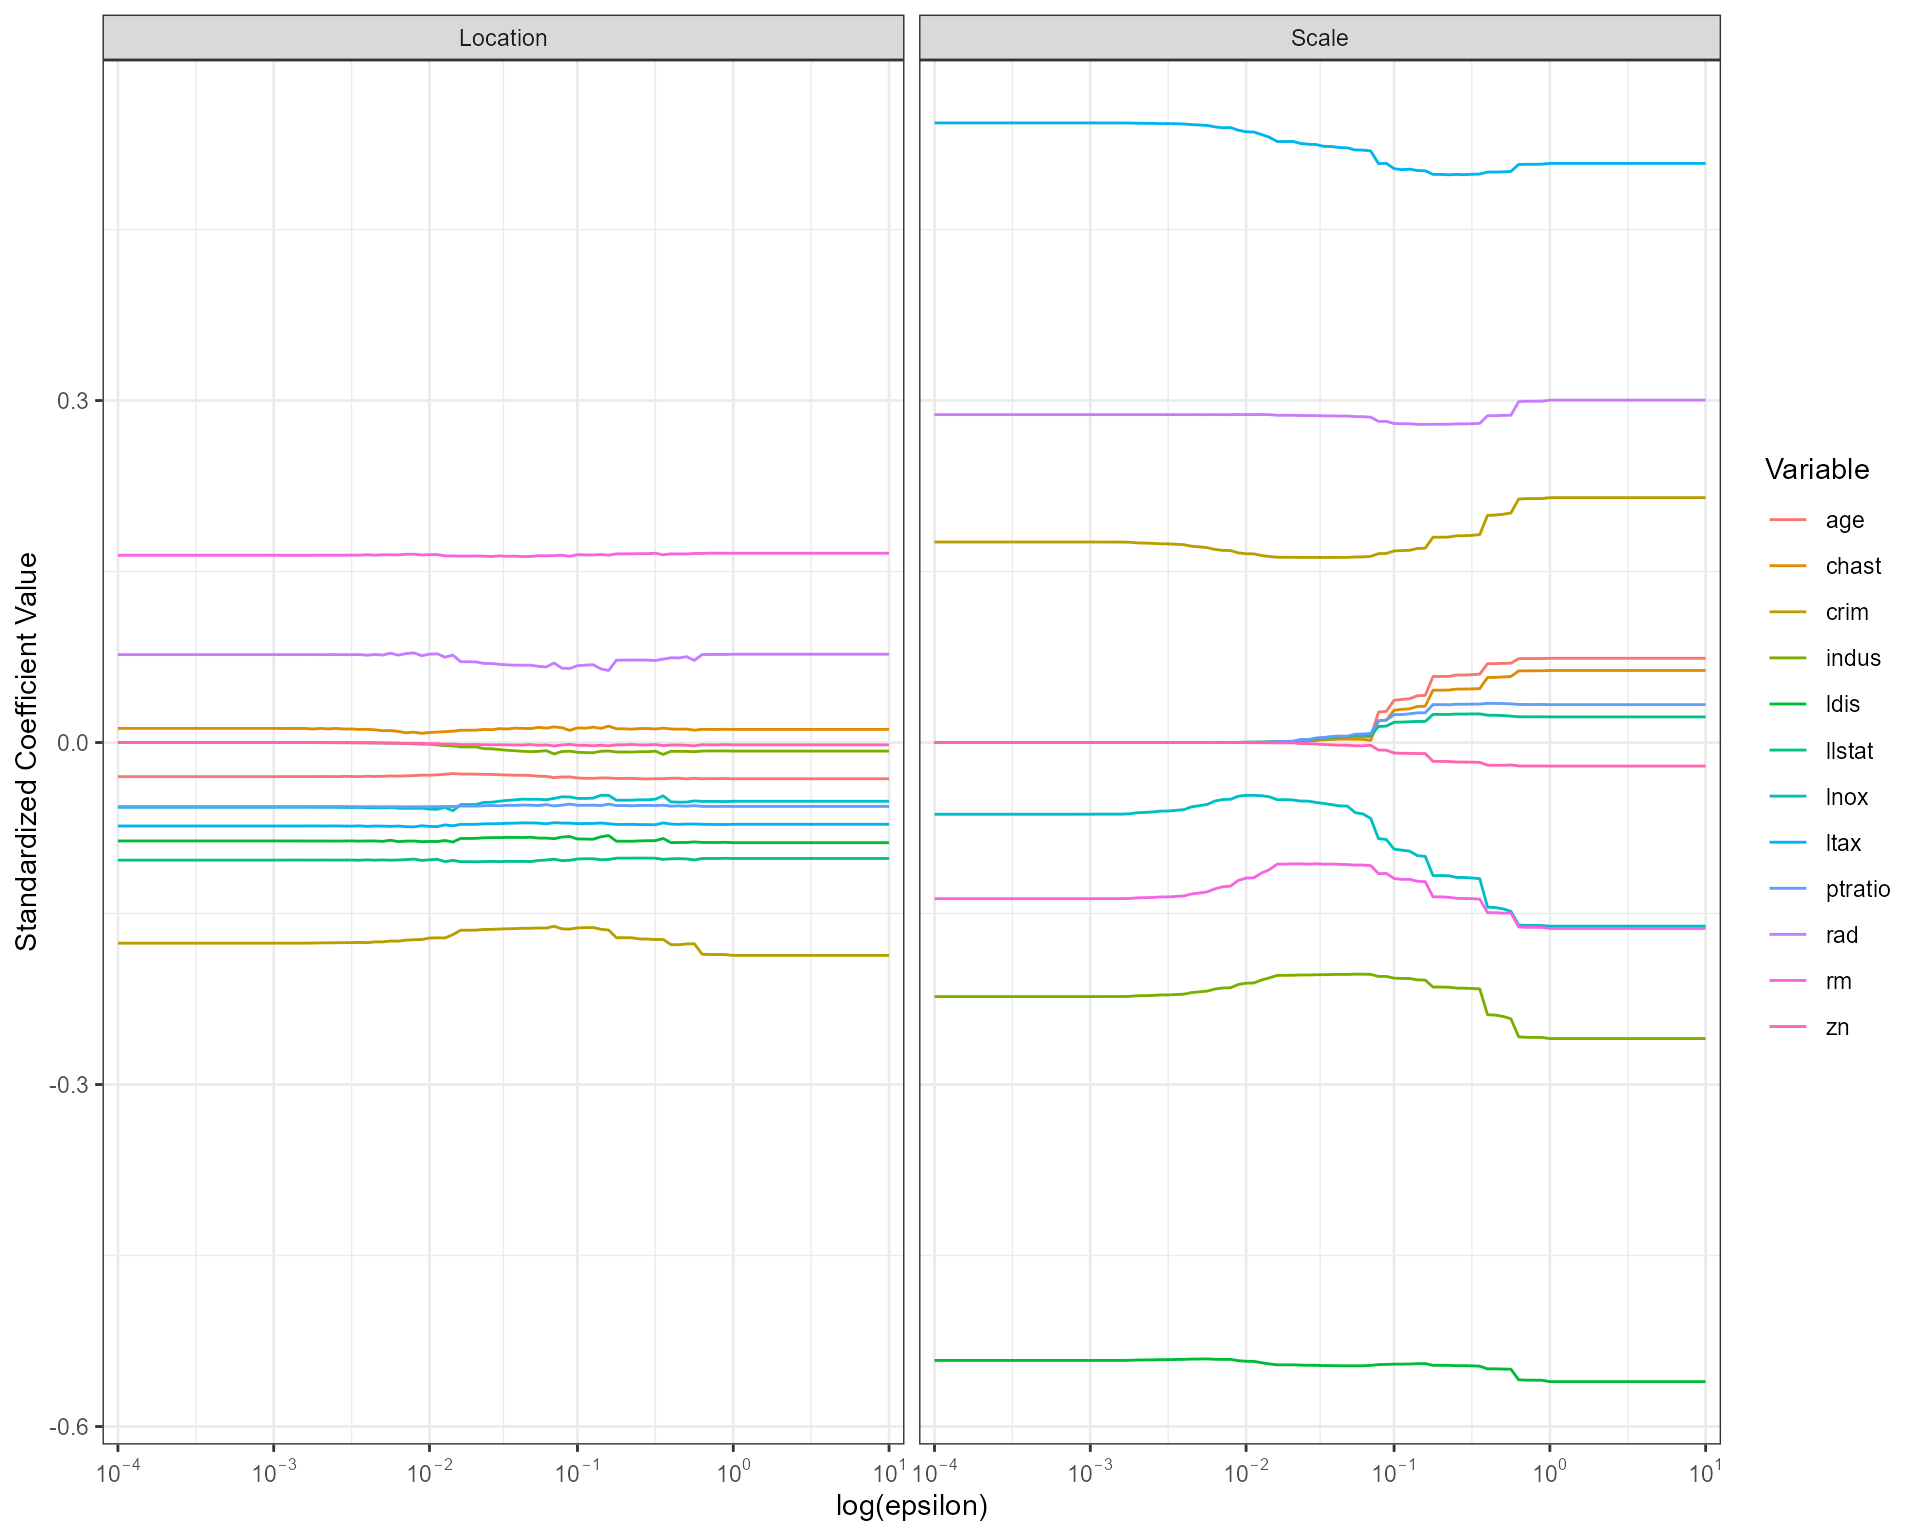 Location
Scale
Standardized Coefficient Value
0.3
0.0
-0.3
-0.6
10⁻⁴ 10⁻³ 10⁻² 10⁻¹ 10⁰ 10¹
10⁻⁴ 10⁻³ 10⁻² 10⁻¹ 10⁰ 10¹
log(epsilon)
Variable
age
chast
crim
indus
ldis
llstat
lnox
ltax
ptratio
rad
rm
zn